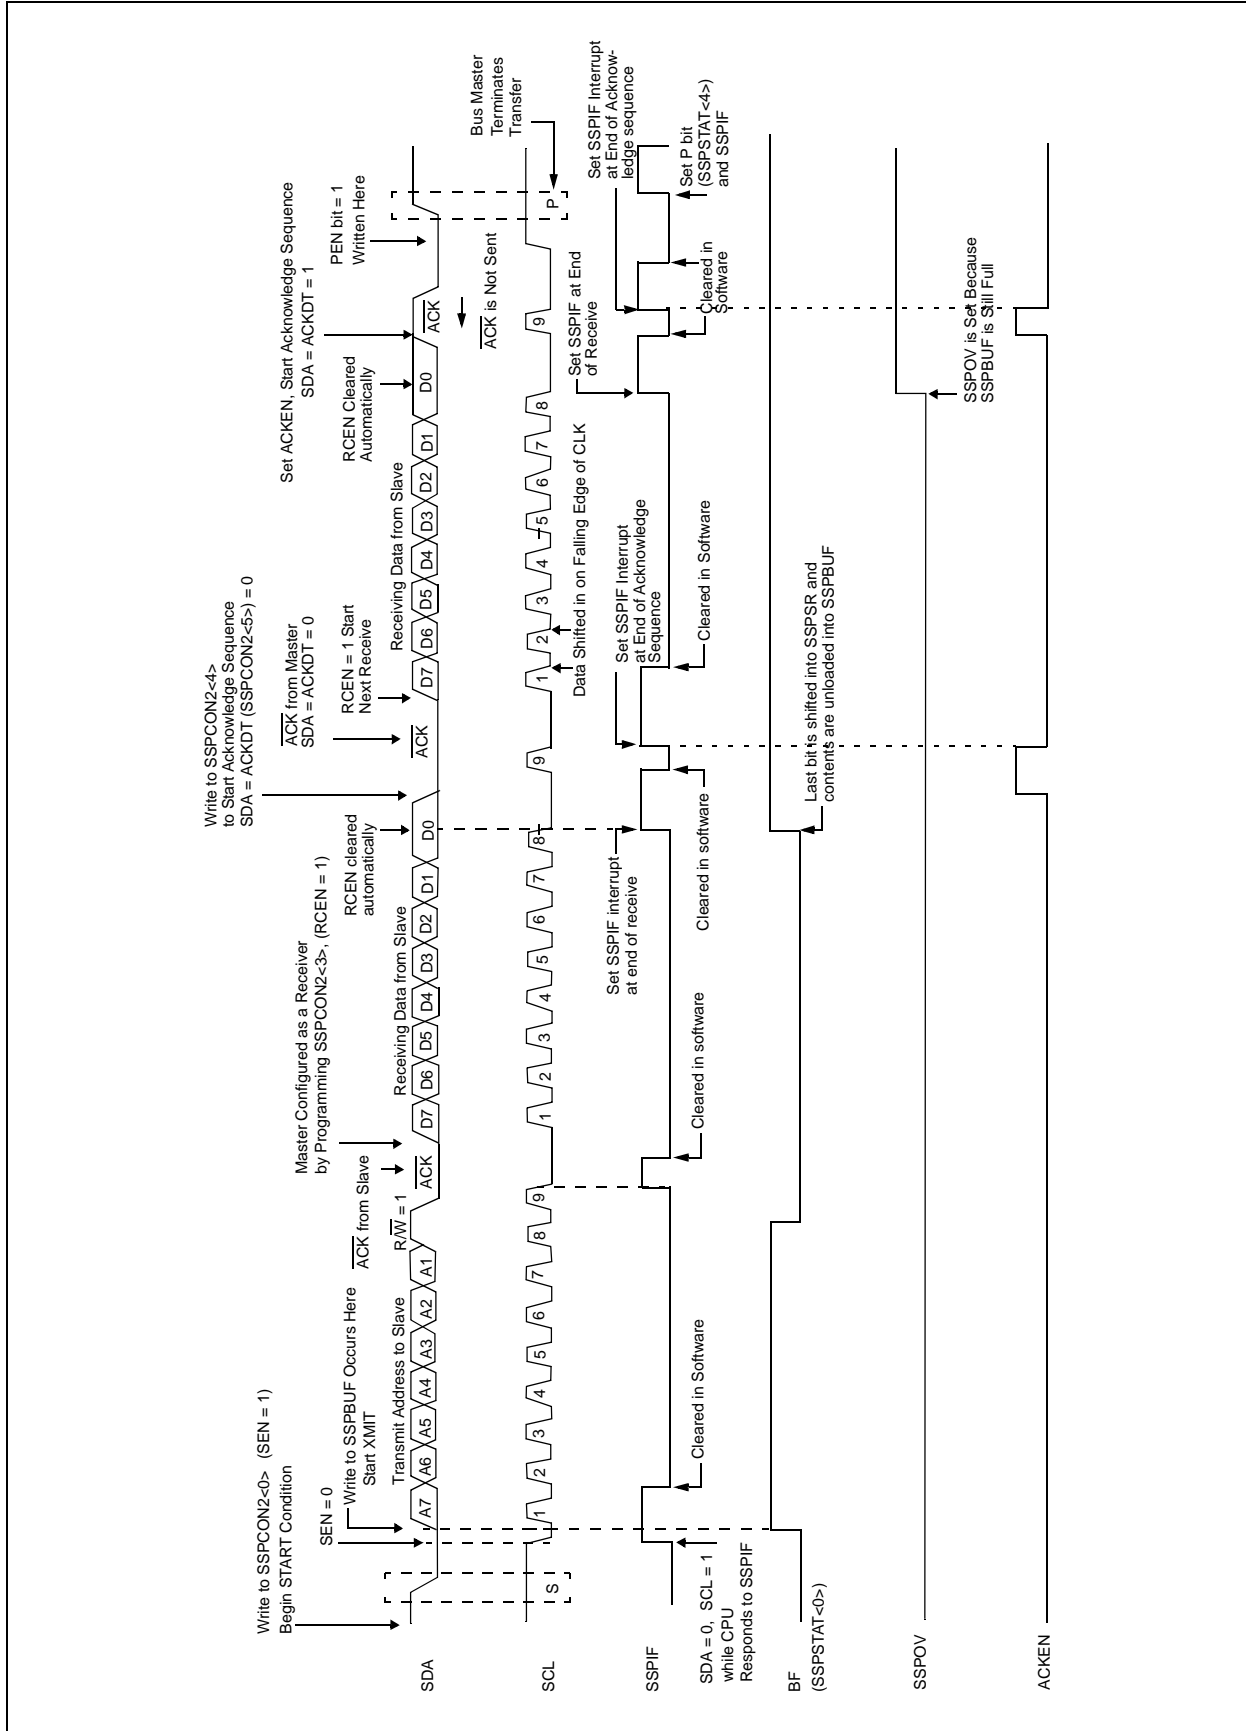 Write to SSPCON2<0> (SEN = 1)
Begin START Condition
SEN = 0
Write to SSPBUF Occurs Here
Start XMIT
ACK from Slave
Master Configured as a Receiver
by Programming SSPCON2<3>, (RCEN = 1)
RCEN cleared
automatically
Write to SSPCON2<4>
to Start Acknowledge Sequence
SDA = ACKDT (SSPCON2<5>) = 0
ACK from Master
SDA = ACKDT = 0
RCEN = 1 Start
Next Receive
RCEN Cleared
Automatically
Set ACKEN, Start Acknowledge Sequence
SDA = ACKDT = 1
PEN bit = 1
Written Here
Transmit Address to Slave
R/W = 1
Receiving Data from Slave
Receiving Data from Slave
SDA
A7 A6 A5 A4 A3 A2 A1
ACK
D7 D6 D5 D4 D3 D2 D1 D0
ACK
D7 D6 D5 D4 D3 D2 D1 D0
ACK
ACK is Not Sent
Bus Master
Terminates
Transfer
SCL
S
1 2 3 4 5 6 7 8 9
1 2 3 4 5 6 7 8
9
1 2 3 4 5 6 7 8
9
P
Data Shifted in on Falling Edge of CLK
Set SSPIF interrupt
at end of receive
Set SSPIF Interrupt
at End of Acknowledge
Sequence
Set SSPIF at End
of Receive
Set SSPIF Interrupt
at End of Acknow-
ledge sequence
SSPIF
SDA = 0, SCL = 1
while CPU
Responds to SSPIF
Cleared in Software
Cleared in software
Cleared in software
Cleared in Software
Cleared in
Software
Set P bit
(SSPSTAT<4>)
and SSPIF
BF
(SSPSTAT<0>)
Last bit is shifted into SSPSR and
contents are unloaded into SSPBUF
SSPOV
SSPOV is Set Because
SSPBUF is Still Full
ACKEN